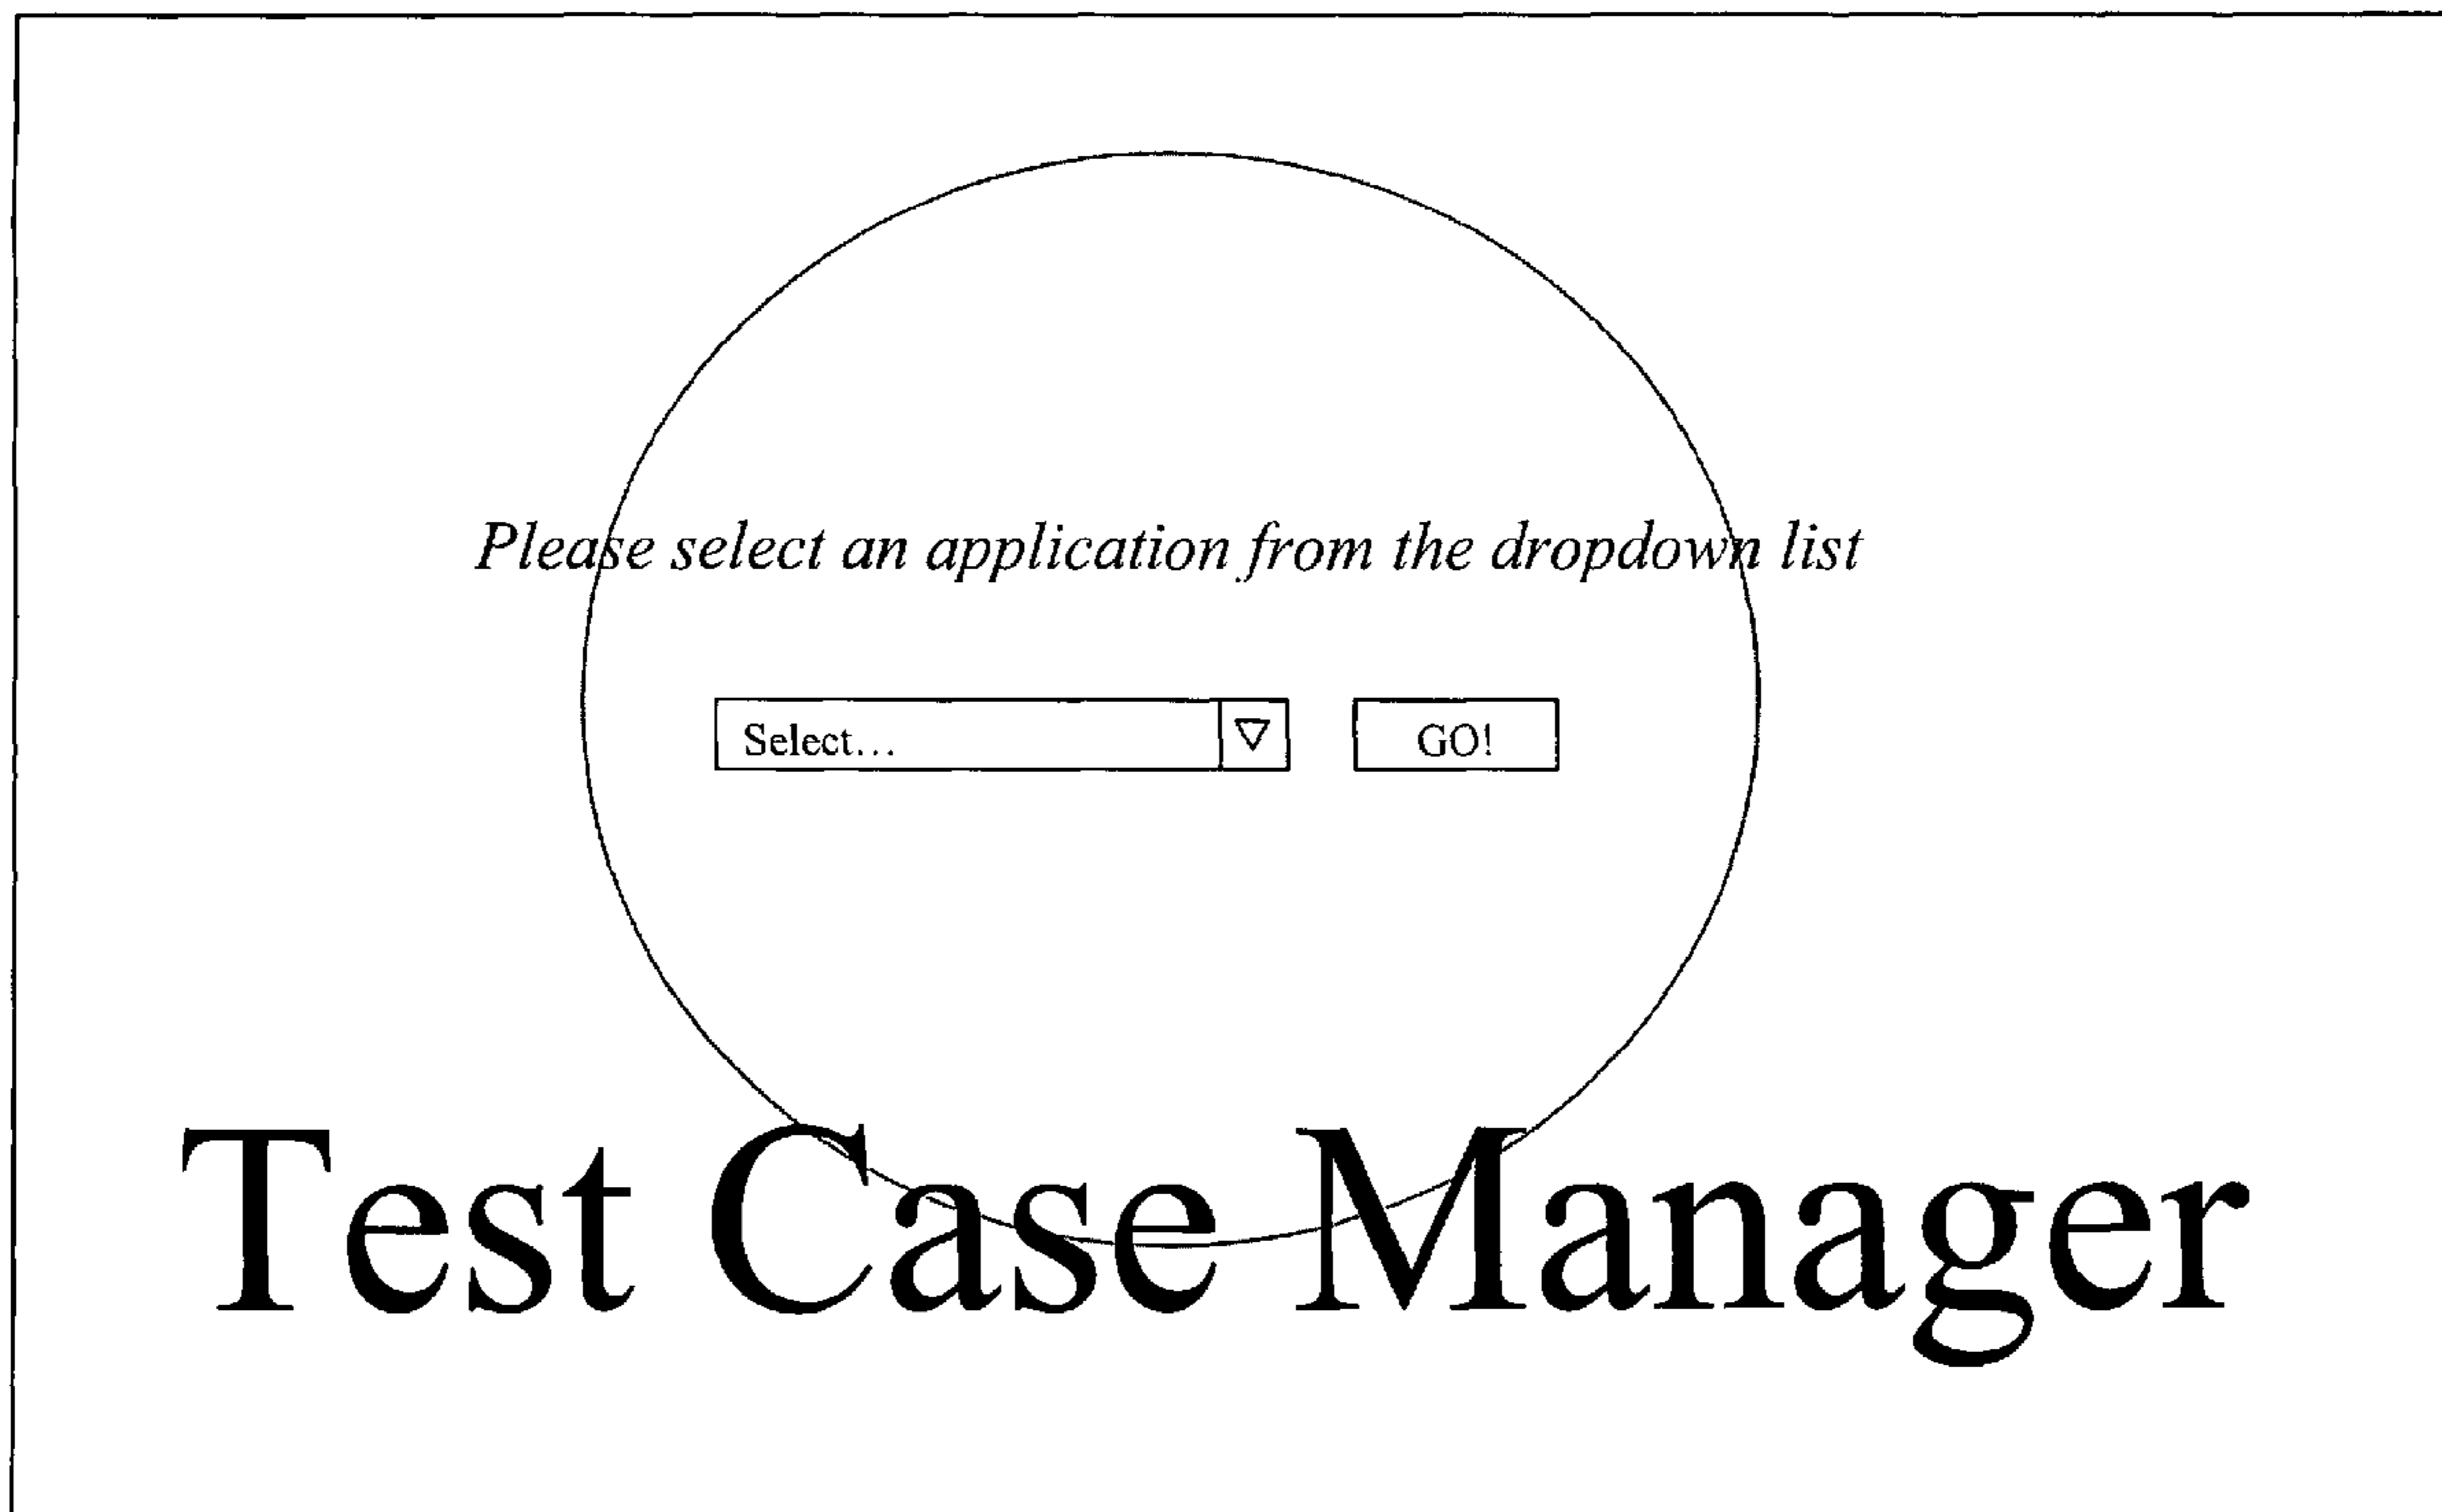 Please select an application from the dropdown list
Select... GO!
Test Case Manager